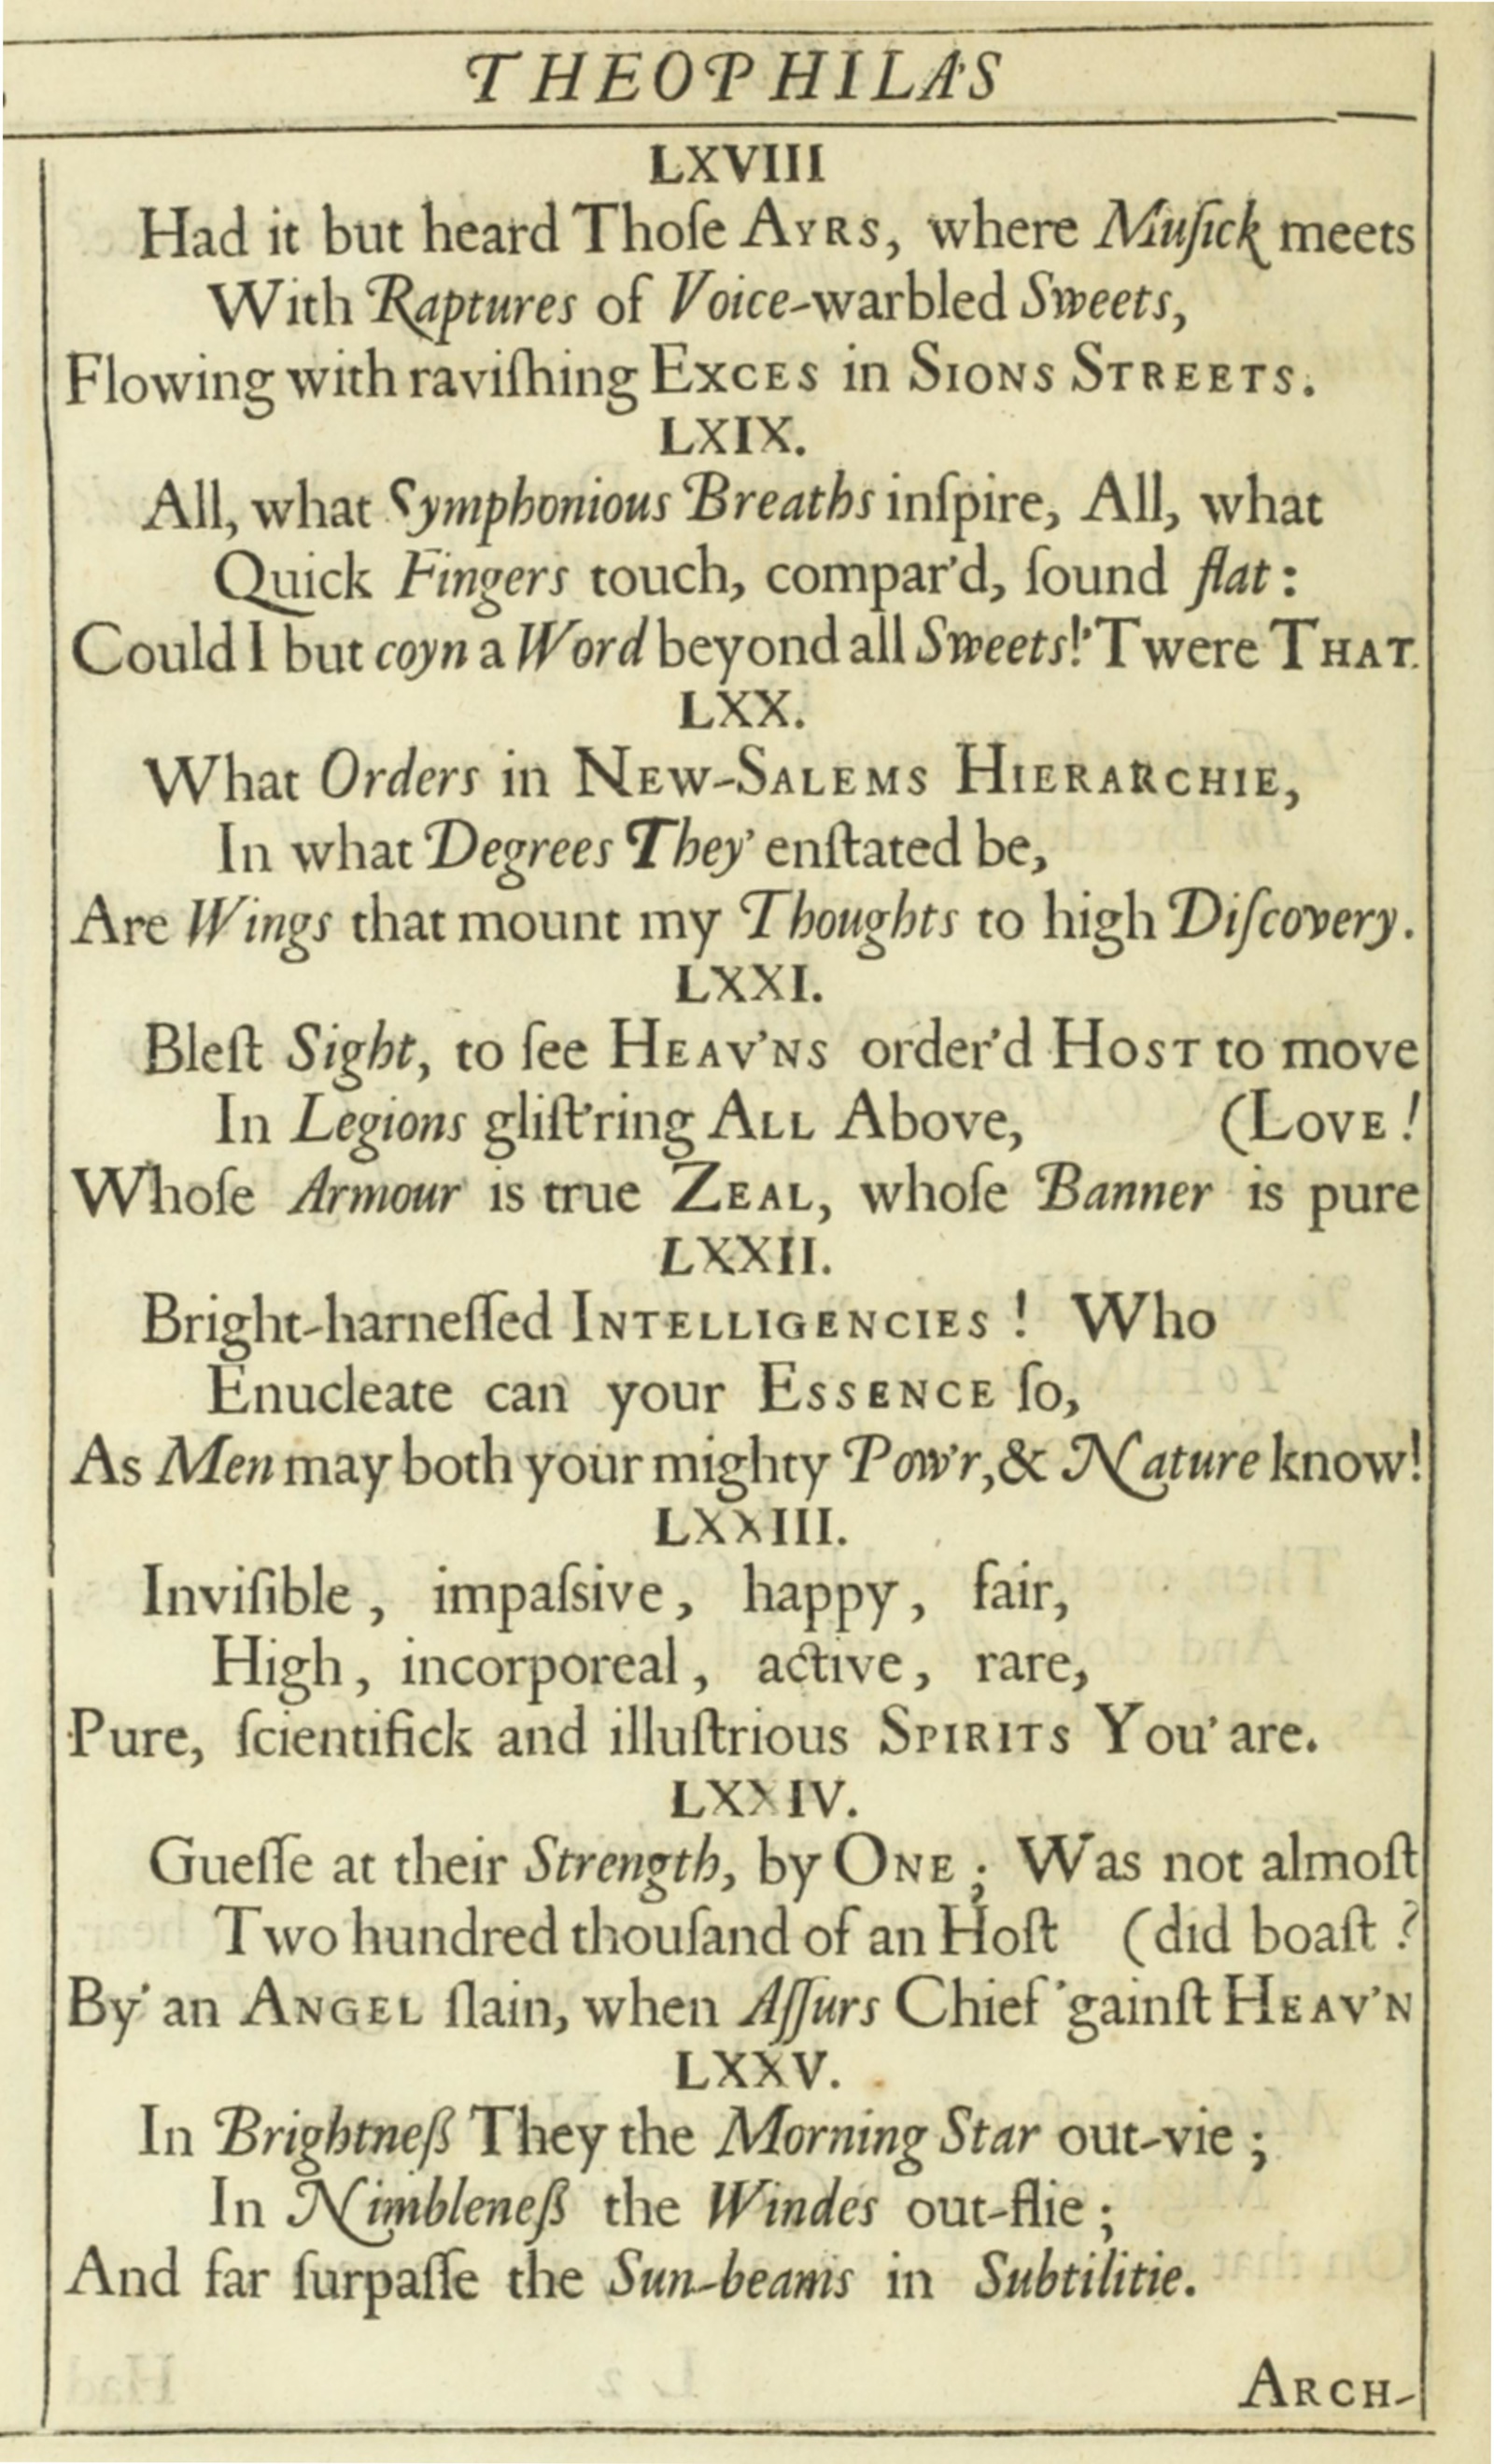 THEOPHILA'S
LXVIII
Had it but heard Thoſe AYRS, where Muſick meets
With Raptures of Voice-warbled Sweets,
Flowing with raviſhing EXCES in SIONS STREETS.
LXIX.
All, what Symphonious Breaths inſpire, All, what
Quick Fingers touch, compar'd, ſound flat:
Could I but coyn a Word beyond all Sweets!'Twere THAT.
LXX.
What Orders in NEW-SALEMS HIERARCHIE,
In what Degrees They' enſtated be,
Are Wings that mount my Thoughts to high Diſcovery.
LXXI.
Bleſt Sight, to ſee HEAV'NS order'd HOST to move
In Legions gliſt'ring ALL Above, (LOVE!
Whoſe Armour is true ZEAL, whoſe Banner is pure
LXXII.
Bright-harneſſed INTELLIGENCIES! Who
Enucleate can your ESSENCE ſo,
As Men may both your mighty Pow'r,& Nature know!
LXXIII.
Inviſible, impaſsive, happy, fair,
High, incorporeal, active, rare,
Pure, ſcientifick and illuſtrious SPIRITS You' are.
LXXIV.
Gueſſe at their Strength, by ONE; Was not almoſt
Two hundred thouſand of an Hoſt (did boaſt?
By' an ANGEL ſlain, when Aſſurs Chief 'gainſt HEAV'N
LXXV.
In Brightneß They the Morning Star out-vie;
In Nimbleneß the Windes out-flie;
And far ſurpaſſe the Sun-beams in Subtilitie.
ARCH-